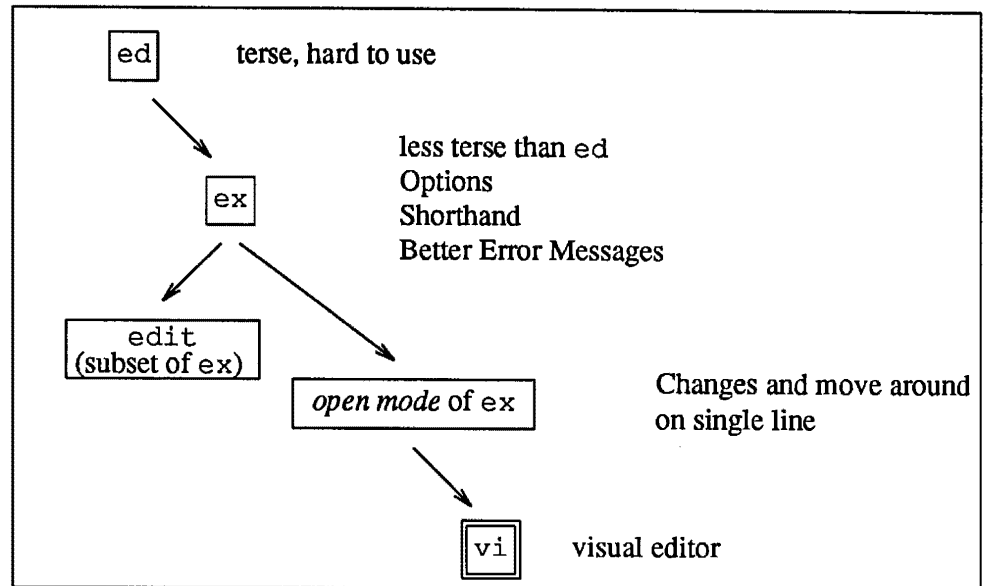 ed
terse, hard to use
less terse than ed
Options
ex
Shorthand
Better Error Messages
edit
(subset of ex)
open mode of ex
Changes and move around
on single line
vi
visual editor